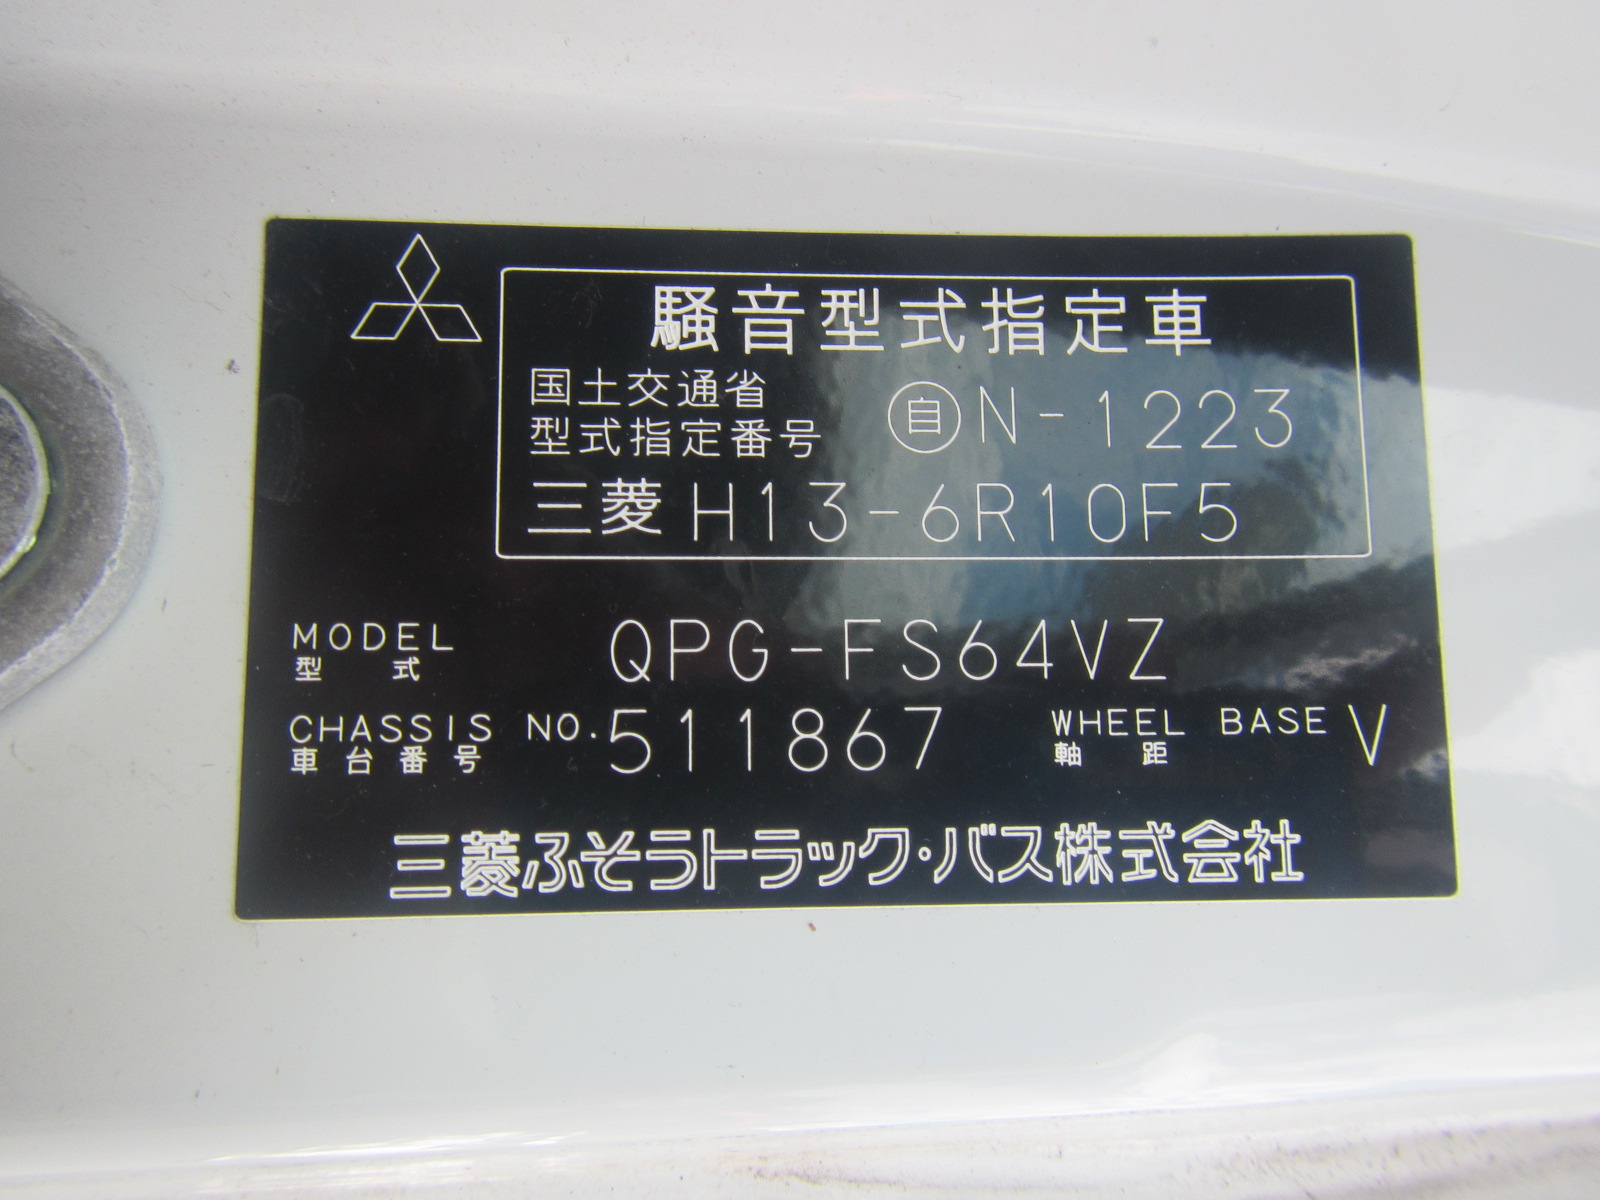 騒音型式指定車
国土交通省
型式指定番号 自 N-1223
三菱 H13-6R10F5
MODEL QPG-FS64VZ
型式
CHASSIS NO. 511867 WHEEL BASE V
車台番号 軸距
三菱ふそうトラック・バス株式会社